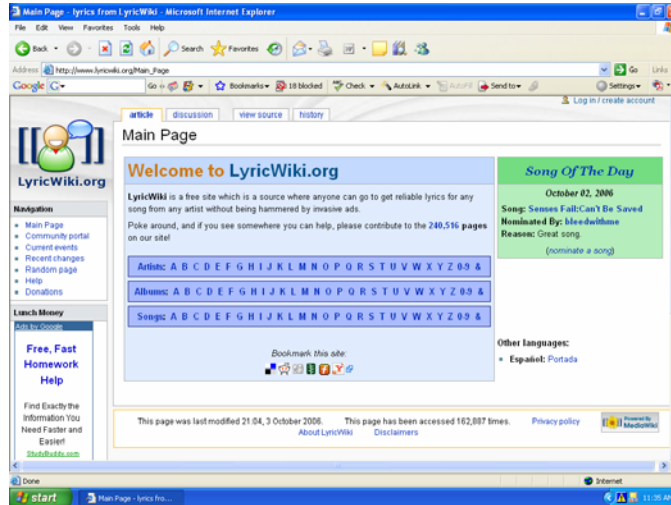 Main Page - lyrics from LyricWiki - Microsoft Internet Explorer
File Edit View Favorites Tools Help
Back Search Favorites
Address http://www.lyricwiki.org/Main_Page Go Links
Google G Go Bookmarks 18 blocked Check AutoLink AutoFill Send to Settings
Log in / create account
article discussion view source history
Main Page
LyricWiki.org
Navigation
Main Page
Community portal
Current events
Recent changes
Random page
Help
Donations
Lunch Money
Ads by Google
Free, Fast
Homework
Help
Find Exactly the
Information You
Need Faster and
Easier!
StudyBuddy.com
Welcome to LyricWiki.org
LyricWiki is a free site which is a source where anyone can go to get reliable lyrics for any
song from any artist without being hammered by invasive ads.
Poke around, and if you see somewhere you can help, please contribute to the 240,516 pages
on our site!
Artists: A B C D E F G H I J K L M N O P Q R S T U V W X Y Z 0-9 &
Albums: A B C D E F G H I J K L M N O P Q R S T U V W X Y Z 0-9 &
Songs: A B C D E F G H I J K L M N O P Q R S T U V W X Y Z 0-9 &
Bookmark this site:
Song Of The Day
October 02, 2006
Song: Senses Fail:Can't Be Saved
Nominated By: bleedwithme
Reason: Great song.
(nominate a song)
Other languages:
Español: Portada
This page was last modified 21:04, 3 October 2006. This page has been accessed 162,887 times. Privacy policy
About LyricWiki Disclaimers
Powered By
MediaWiki
Done Internet
start Main Page - lyrics fro... 11:35 AM